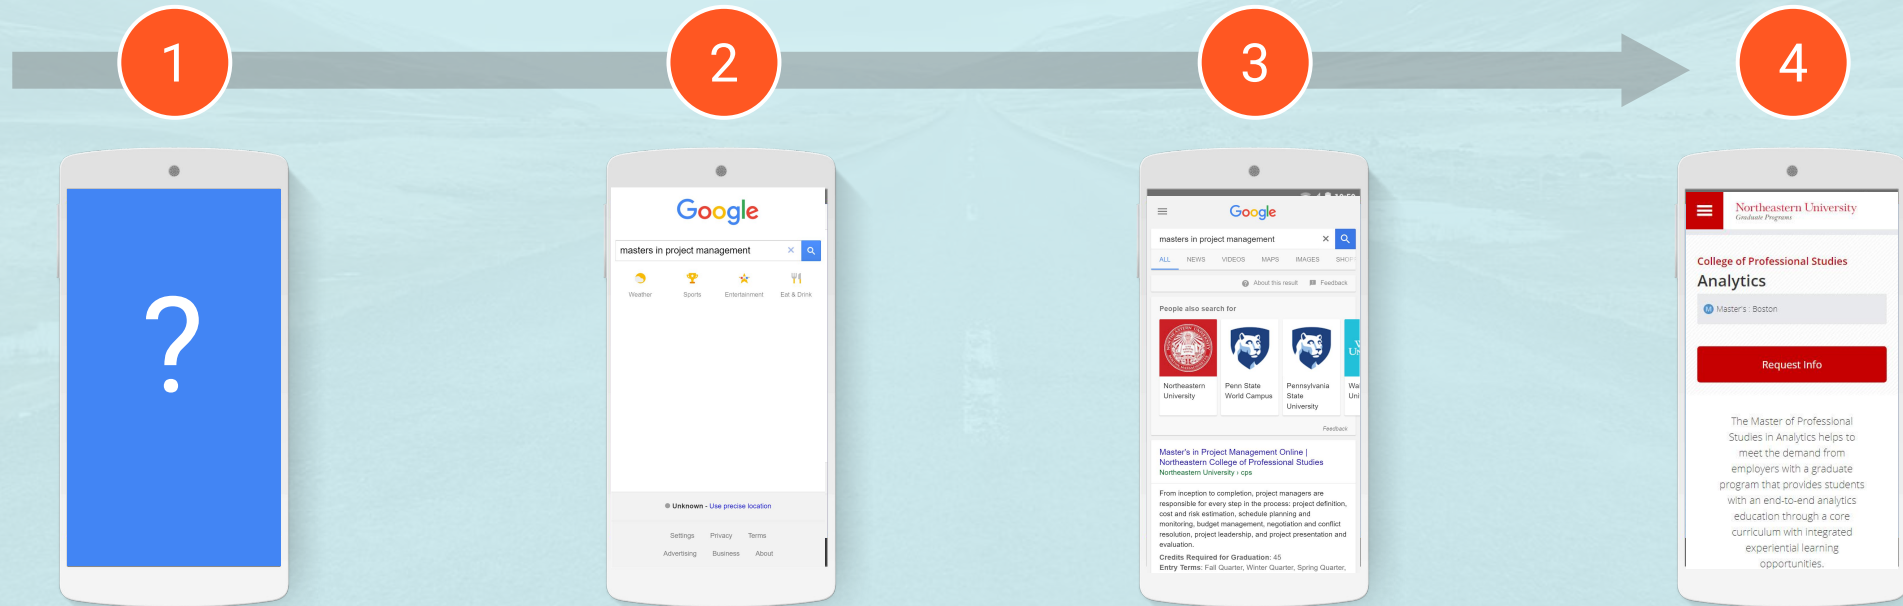 1
2
3
4
?
Google
masters in project management
Weather Sports Entertainment Eat & Drink
Unknown - Use precise location
Settings Privacy Terms
Advertising Business About
Google
masters in project management
ALL NEWS VIDEOS MAPS IMAGES
About this result Feedback
People also search for
Northeastern
University
Penn State
World Campus
Pennsylvania
State
University
Feedback
Master's in Project Management Online |
Northeastern College of Professional Studies
Northeastern University › cps
From inception to completion, project managers are
responsible for every step in the process: project definition,
cost and risk estimation, schedule planning and
monitoring, budget management, negotiation and conflict
resolution, project leadership, and project presentation and
evaluation.
Credits Required for Graduation: 45
Entry Terms: Fall Quarter, Winter Quarter, Spring Quarter,
Northeastern University
Graduate Programs
College of Professional Studies
Analytics
M Master's : Boston
Request Info
The Master of Professional
Studies in Analytics helps to
meet the demand from
employers with a graduate
program that provides students
with an end-to-end analytics
education through a core
curriculum with integrated
experiential learning
opportunities.